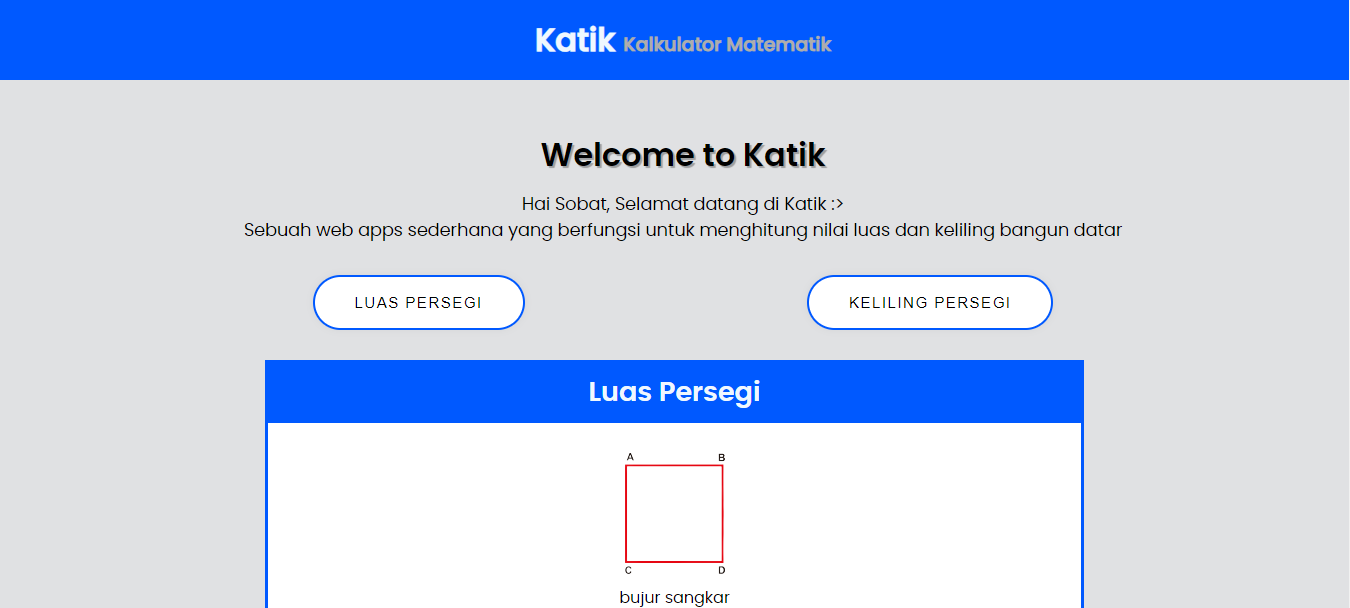 Katik Kalkulator Matematik
Welcome to Katik
Hai Sobat, Selamat datang di Katik :>
Sebuah web apps sederhana yang berfungsi untuk menghitung nilai luas dan keliling bangun datar
LUAS PERSEGI
KELILING PERSEGI
Luas Persegi
A B
C D
bujur sangkar